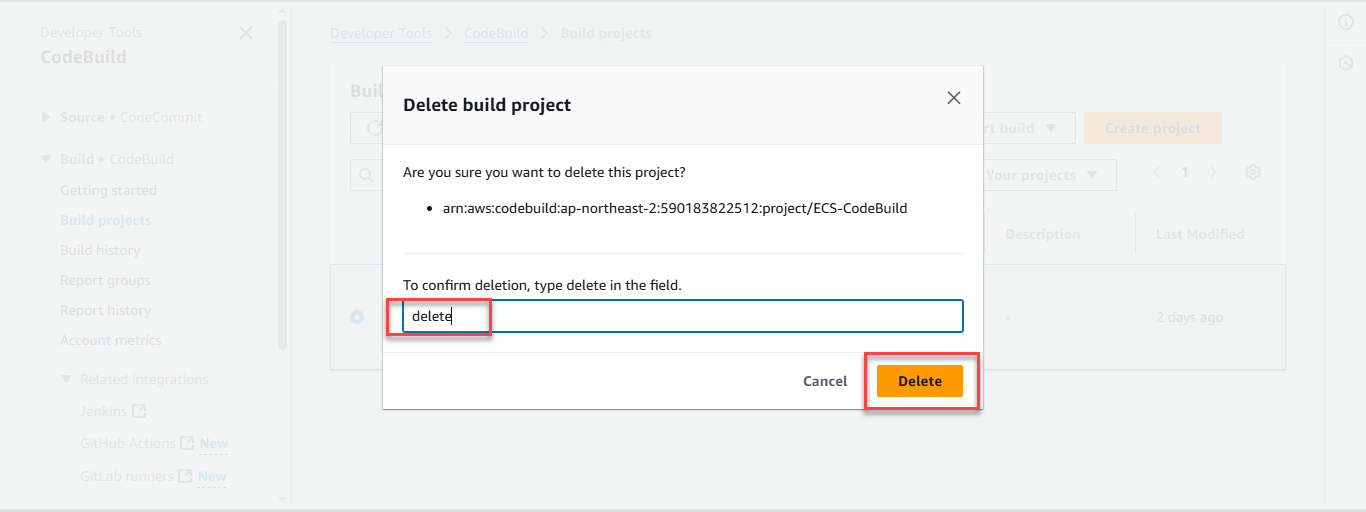 Developer Tools
CodeBuild
Source • CodeCommit
Build • CodeBuild
Getting started
Build projects
Build history
Report groups
Report history
Account metrics
Related integrations
Jenkins
GitHub Actions New
GitLab runners New
Developer Tools > CodeBuild > Build projects
Buil
rt build
Create project
Your projects
1
Description
Last Modified
-
2 days ago
Delete build project
Are you sure you want to delete this project?
• arn:aws:codebuild:ap-northeast-2:590183822512:project/ECS-CodeBuild
To confirm deletion, type delete in the field.
delete
Cancel
Delete